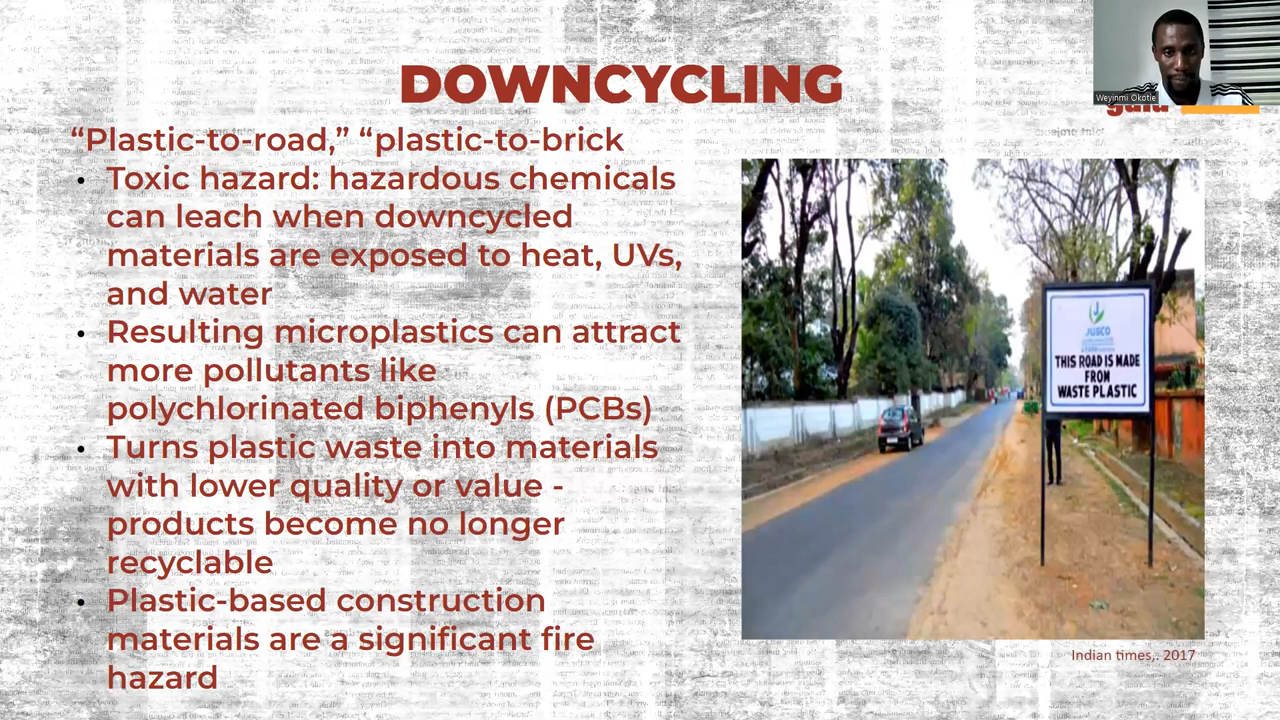 DOWNCYCLING
Weyinmi Okotie
“Plastic-to-road,” “plastic-to-brick
Toxic hazard: hazardous chemicals
can leach when downcycled
materials are exposed to heat, UVs,
and water
Resulting microplastics can attract
more pollutants like
polychlorinated biphenyls (PCBs)
Turns plastic waste into materials
with lower quality or value -
products become no longer
recyclable
Plastic-based construction
materials are a significant fire
hazard
JUSCO
THIS ROAD IS MADE
FROM
WASTE PLASTIC
Indian times,. 2017